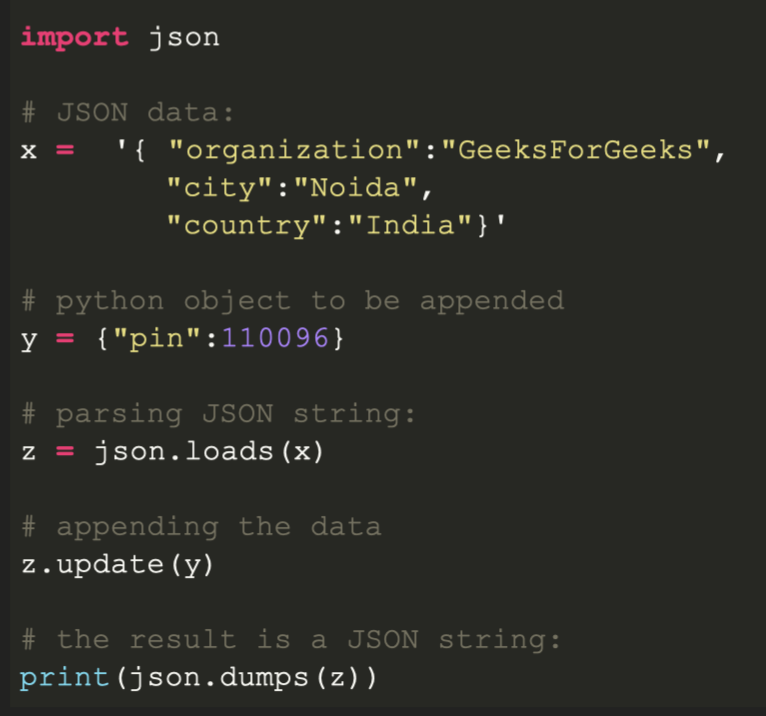 import json
# JSON data:
x =  '{ "organization":"GeeksForGeeks",
        "city":"Noida",
        "country":"India"}'
# python object to be appended
y = {"pin":110096}
# parsing JSON string:
z = json.loads(x)
# appending the data
z.update(y)
# the result is a JSON string:
print(json.dumps(z))